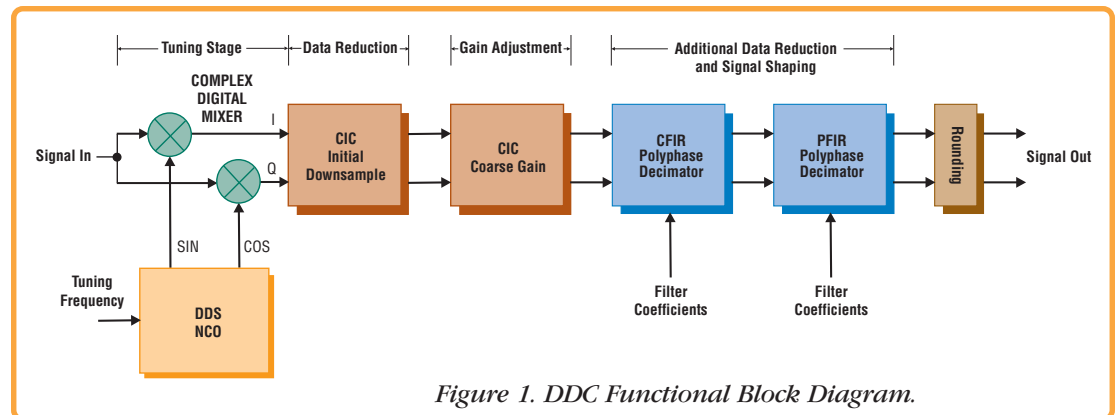 Tuning Stage
Data Reduction
Gain Adjustment
Additional Data Reduction
and Signal Shaping
COMPLEX
DIGITAL
MIXER
I
Q
Signal In
CIC
Initial
Downsample
CIC
Coarse Gain
CFIR
Polyphase
Decimator
PFIR
Polyphase
Decimator
Rounding
Signal Out
SIN
COS
Tuning
Frequency
DDS
NCO
Filter
Coefficients
Filter
Coefficients
Figure 1. DDC Functional Block Diagram.